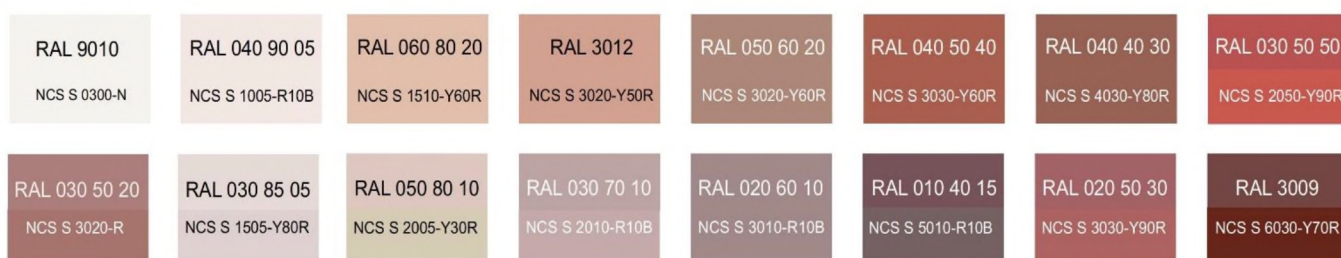 RAL 9010
NCS S 0300-N
RAL 040 90 05
NCS S 1005-R10B
RAL 060 80 20
NCS S 1510-Y60R
RAL 3012
NCS S 3020-Y50R
RAL 050 60 20
NCS S 3020-Y60R
RAL 040 50 40
NCS S 3030-Y60R
RAL 040 40 30
NCS S 4030-Y80R
RAL 030 50 50
NCS S 2050-Y90R
RAL 030 50 20
NCS S 3020-R
RAL 030 85 05
NCS S 1505-Y80R
RAL 050 80 10
NCS S 2005-Y30R
RAL 030 70 10
NCS S 2010-R10B
RAL 020 60 10
NCS S 3010-R10B
RAL 010 40 15
NCS S 5010-R10B
RAL 020 50 30
NCS S 3030-Y90R
RAL 3009
NCS S 6030-Y70R